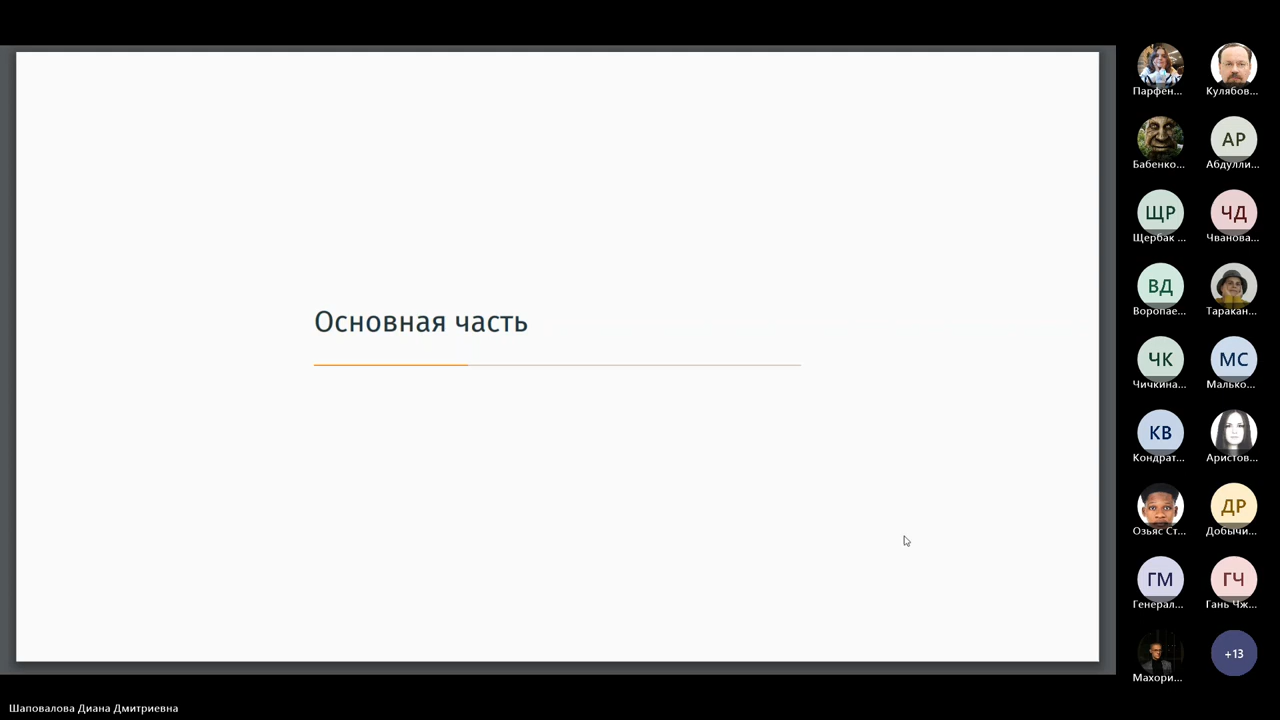 Основная часть
Парфен...
Кулябов...
Бабенко...
АР
Абдулли...
ЩР
Щербак ...
ЧД
Чванова...
ВД
Воропае...
Таракан...
ЧК
Чичкина...
МС
Малько...
КВ
Кондрат...
Аристов...
Озьяс Ст...
ДР
Добычи...
ГМ
Генерал...
ГЧ
Гань Чж...
Махори...
+13
Шаповалова Диана Дмитриевна